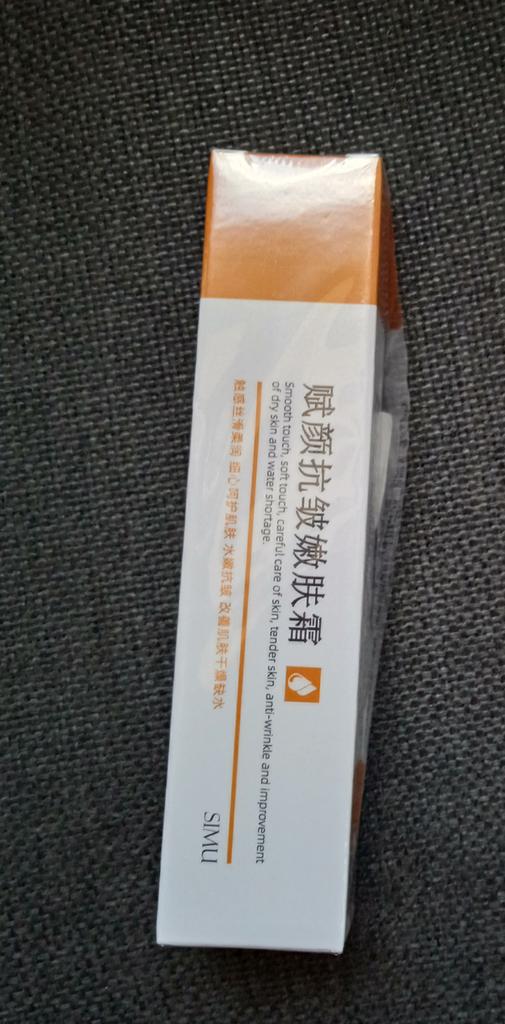 赋颜抗皱嫩肤霜
Smooth touch, soft touch, careful care of skin, tender skin, anti-wrinkle and improvement
of dry skin and water shortage.
触感丝滑柔润 细心呵护肌肤 水嫩抗皱 改善肌肤干燥缺水
SIMU